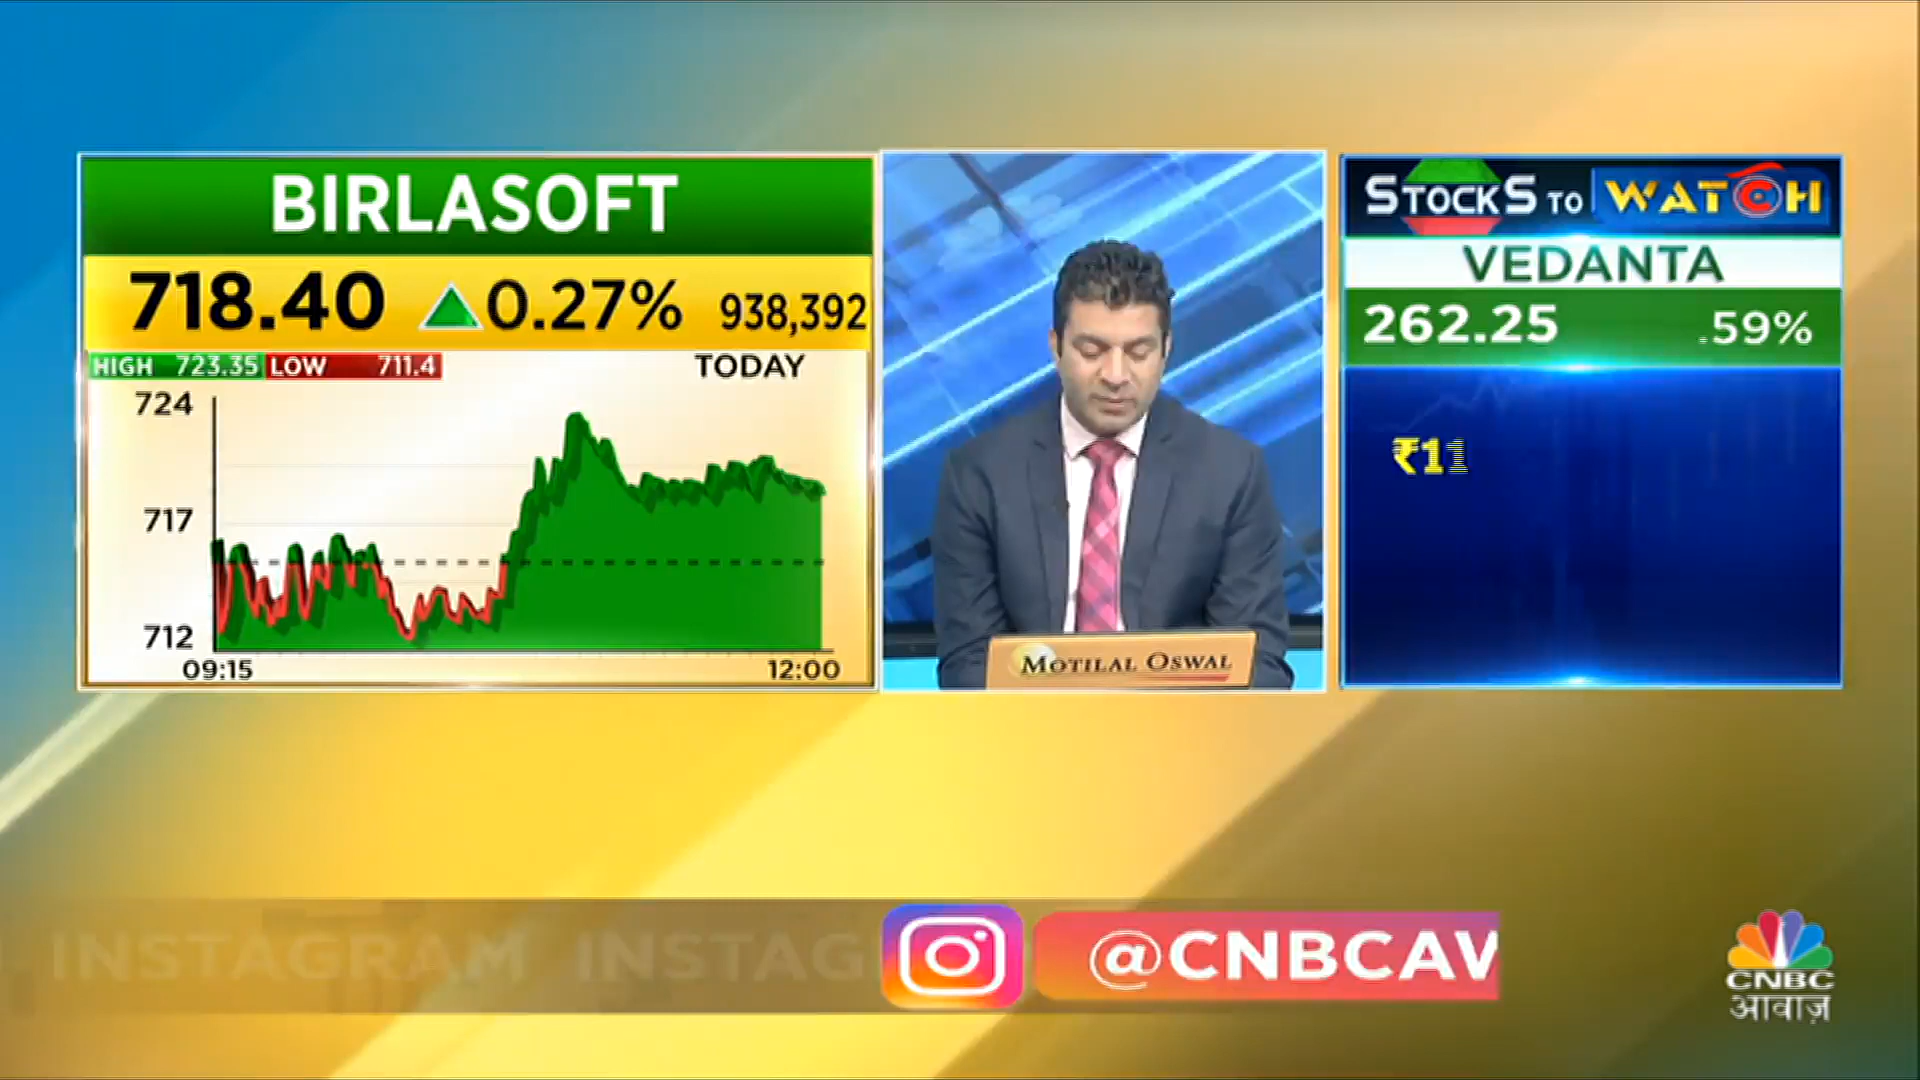 BIRLASOFT
718.40 ▲ 0.27% 938,392
HIGH 723.35 LOW 711.4 TODAY
724
717
712
09:15 12:00
MOTILAL OSWAL
STOCKS TO WATCH
VEDANTA
262.25 .59%
₹11
INSTAGRAM INSTAG
@CNBCAV
CNBC
आवाज़